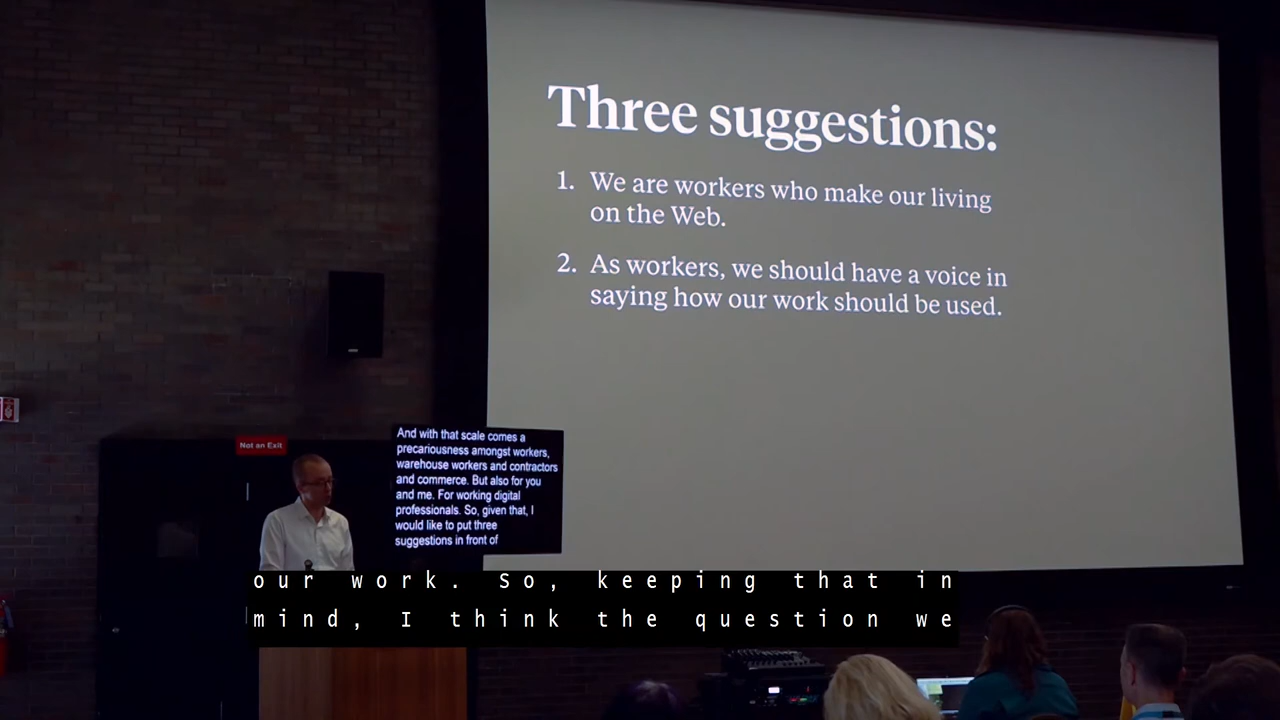 Three suggestions:
1. We are workers who make our living
on the Web.
2. As workers, we should have a voice in
saying how our work should be used.
Not an Exit
And with that scale comes a
precariousness amongst workers,
warehouse workers and contractors
and commerce. But also for you
and me. For working digital
professionals. So, given that, I
would like to put three
suggestions in front of
our work. So, keeping that in
mind, I think the question we